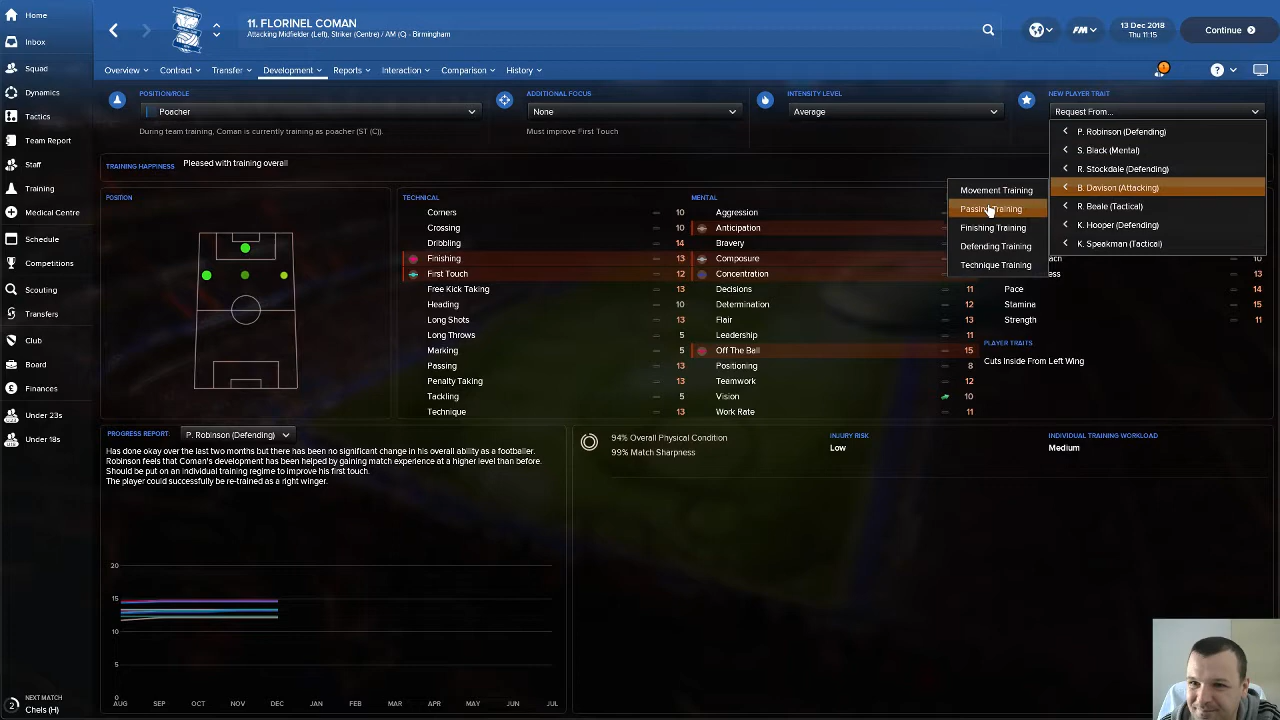 Home
Inbox
Squad
Dynamics
Tactics
Team Report
Staff
Training
Medical Centre
Schedule
Competitions
Scouting
Transfers
Club
Board
Finances
Under 23s
Under 18s
NEXT MATCH
2 Chels (H)
11. FLORINEL COMAN
Attacking Midfielder (Left), Striker (Centre) / AM (C) - Birmingham
FM
13 Dec 2018
Thu 11:15
Continue
Overview Contract Transfer Development Reports Interaction Comparison History
POSITION/ROLE
Poacher
During team training, Coman is currently training as poacher (ST (C)).
ADDITIONAL FOCUS
None
Must improve First Touch
INTENSITY LEVEL
Average
NEW PLAYER TRAIT
Request From...
P. Robinson (Defending)
S. Black (Mental)
R. Stockdale (Defending)
B. Davison (Attacking)
R. Beale (Tactical)
K. Hooper (Defending)
K. Speakman (Tactical)
Movement Training
Passing Training
Finishing Training
Defending Training
Technique Training
TRAINING HAPPINESS Pleased with training overall
POSITION
TECHNICAL
Corners — 10
Crossing — 10
Dribbling — 14
Finishing — 13
First Touch — 12
Free Kick Taking — 13
Heading — 10
Long Shots — 13
Long Throws — 5
Marking — 5
Passing — 13
Penalty Taking — 13
Tackling — 5
Technique — 13
MENTAL
Aggression
Anticipation
Bravery
Composure
Concentration
Decisions — 11
Determination — 12
Flair — 13
Leadership — 11
Off The Ball — 15
Positioning — 8
Teamwork — 12
Vision 10
Work Rate — 11
10
13
Pace — 14
Stamina — 15
Strength — 11
PLAYER TRAITS
Cuts Inside From Left Wing
PROGRESS REPORT: P. Robinson (Defending)
Has done okay over the last two months but there has been no significant change in his overall ability as a footballer.
Robinson feels that Coman's development has been helped by gaining match experience at a higher level than before.
Should be put on an individual training regime to improve his first touch.
The player could successfully be re-trained as a right winger.
20
15
10
5
0
AUG SEP OCT NOV DEC JAN FEB MAR APR MAY JUN JUL
94% Overall Physical Condition
99% Match Sharpness
INJURY RISK
Low
INDIVIDUAL TRAINING WORKLOAD
Medium